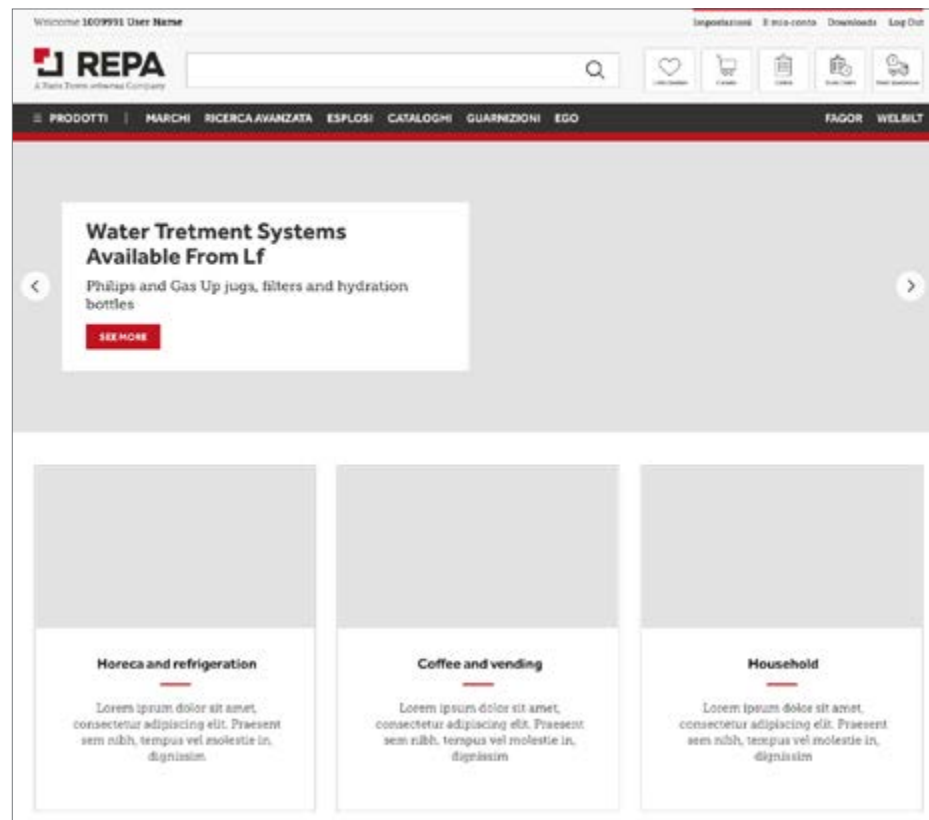 Welcome 1009991 User Name
Impostazioni Il mio conto Downloads Log Out
REPA
A Parts Town Company
PRODOTTI | MARCHI RICERCA AVANZATA ESPLOSI CATALOGHI GUARNIZIONI EGO FAGOR WELBILT
Water Tretment Systems
Available From Lf
Philips and Gas Up jugs, filters and hydration
bottles
SEE MORE
Horeca and refrigeration
Lorem ipsum dolor sit amet,
consectetur adipiscing elit. Praesent
sem nibh, tempus vel molestie in,
dignissim
Coffee and vending
Lorem ipsum dolor sit amet,
consectetur adipiscing elit. Praesent
sem nibh, tempus vel molestie in,
dignissim
Household
Lorem ipsum dolor sit amet,
consectetur adipiscing elit. Praesent
sem nibh, tempus vel molestie in,
dignissim